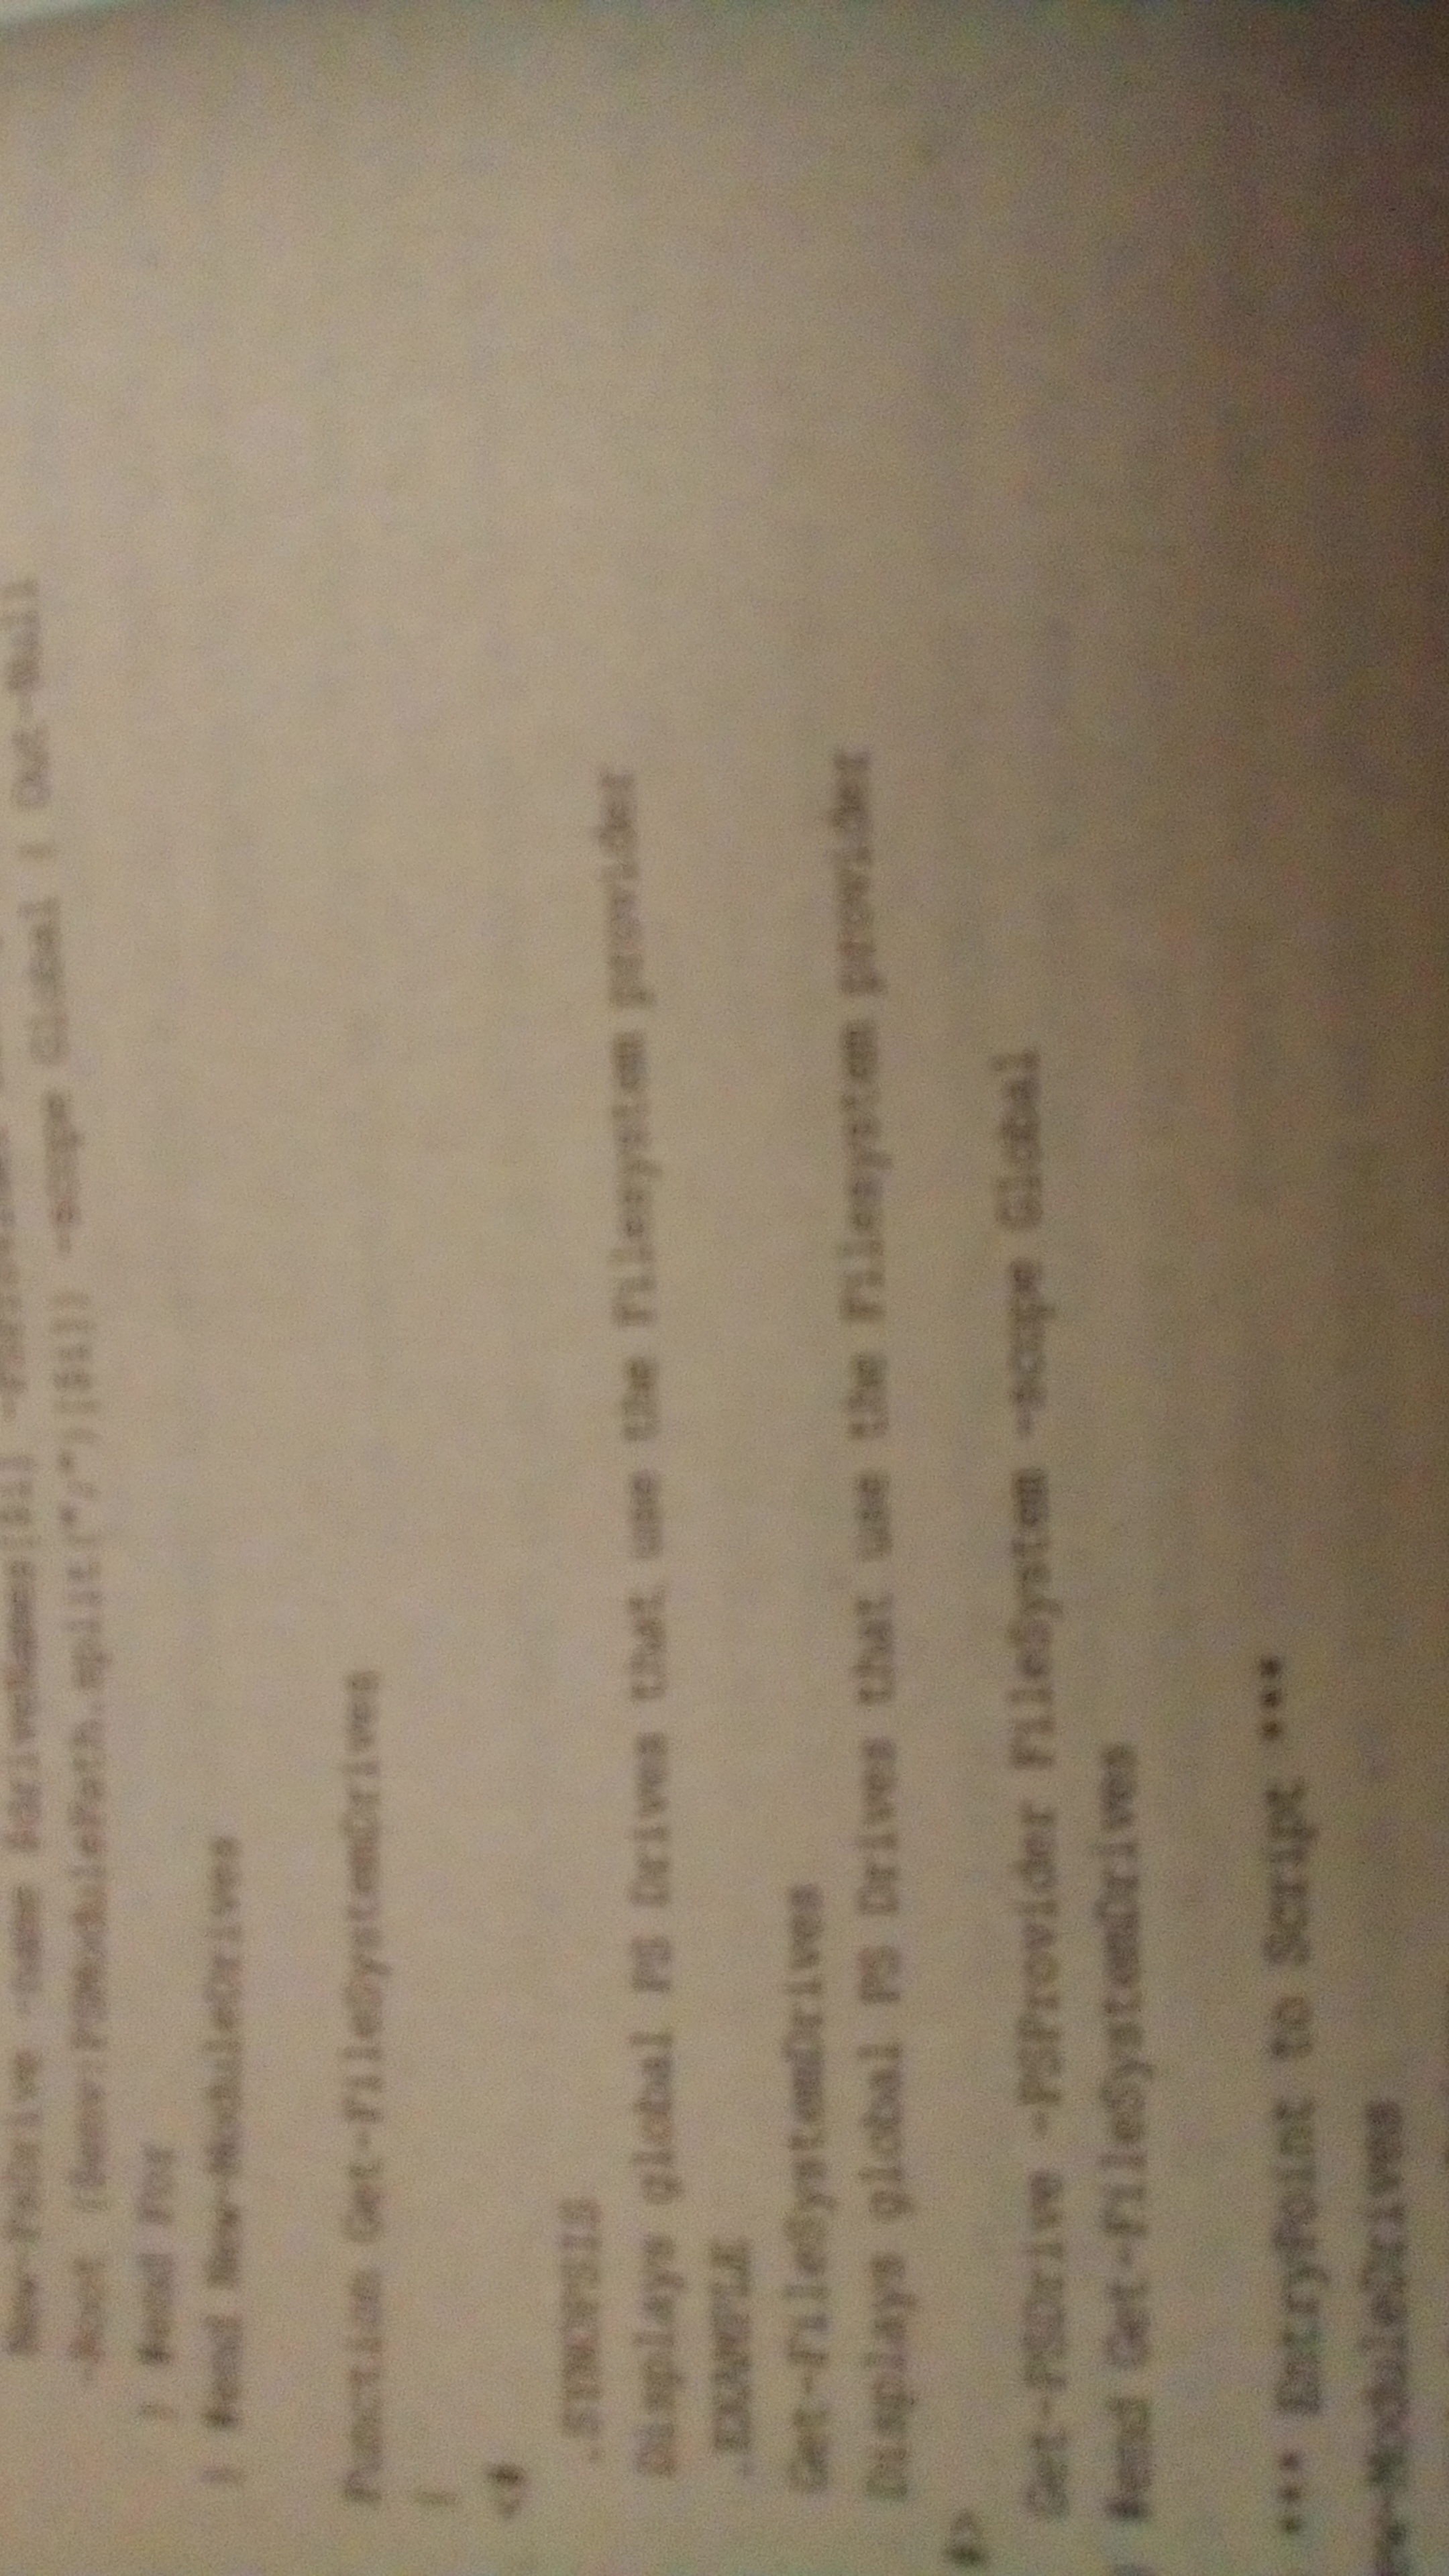 New-PsDrive -name $driveNames[$i] -PSProvider
-Root ($env:PSModulePath.split(";")[$i]) -scope Global | Out-Null
} #end For
} #end New-ModuleDrives
Function Get-FileSystemDrives
{
<#
.SYNOPSIS
Displays global PS Drives that use the Filesystem provider
.EXAMPLE
Get-FileSystemDrives
Displays global PS Drives that use the Filesystem provider
#>
Get-PSDrive -PSProvider FileSystem -scope Global
} #end Get-FileSystemDrives
*** EntryPoint to Script ***
ew-ModuleDrives